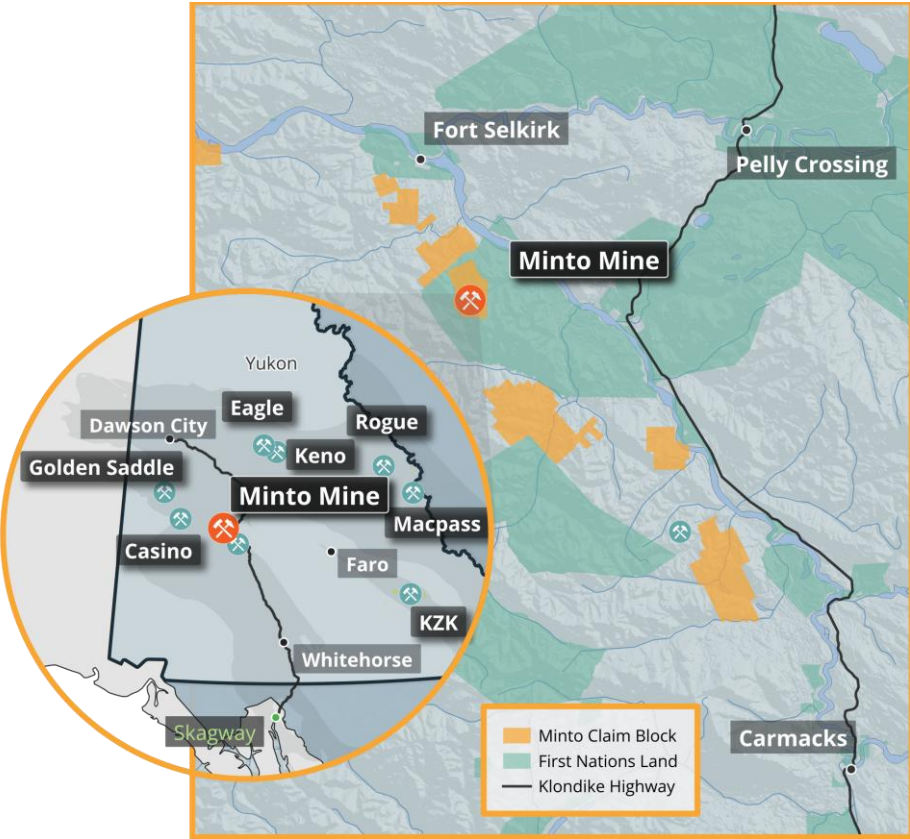 Fort Selkirk
Pelly Crossing
Minto Mine
Yukon
Eagle
Rogue
Dawson City
Keno
Golden Saddle
Minto Mine
Macpass
Casino
Faro
KZK
Whitehorse
Skagway
Minto Claim Block
First Nations Land
Klondike Highway
Carmacks